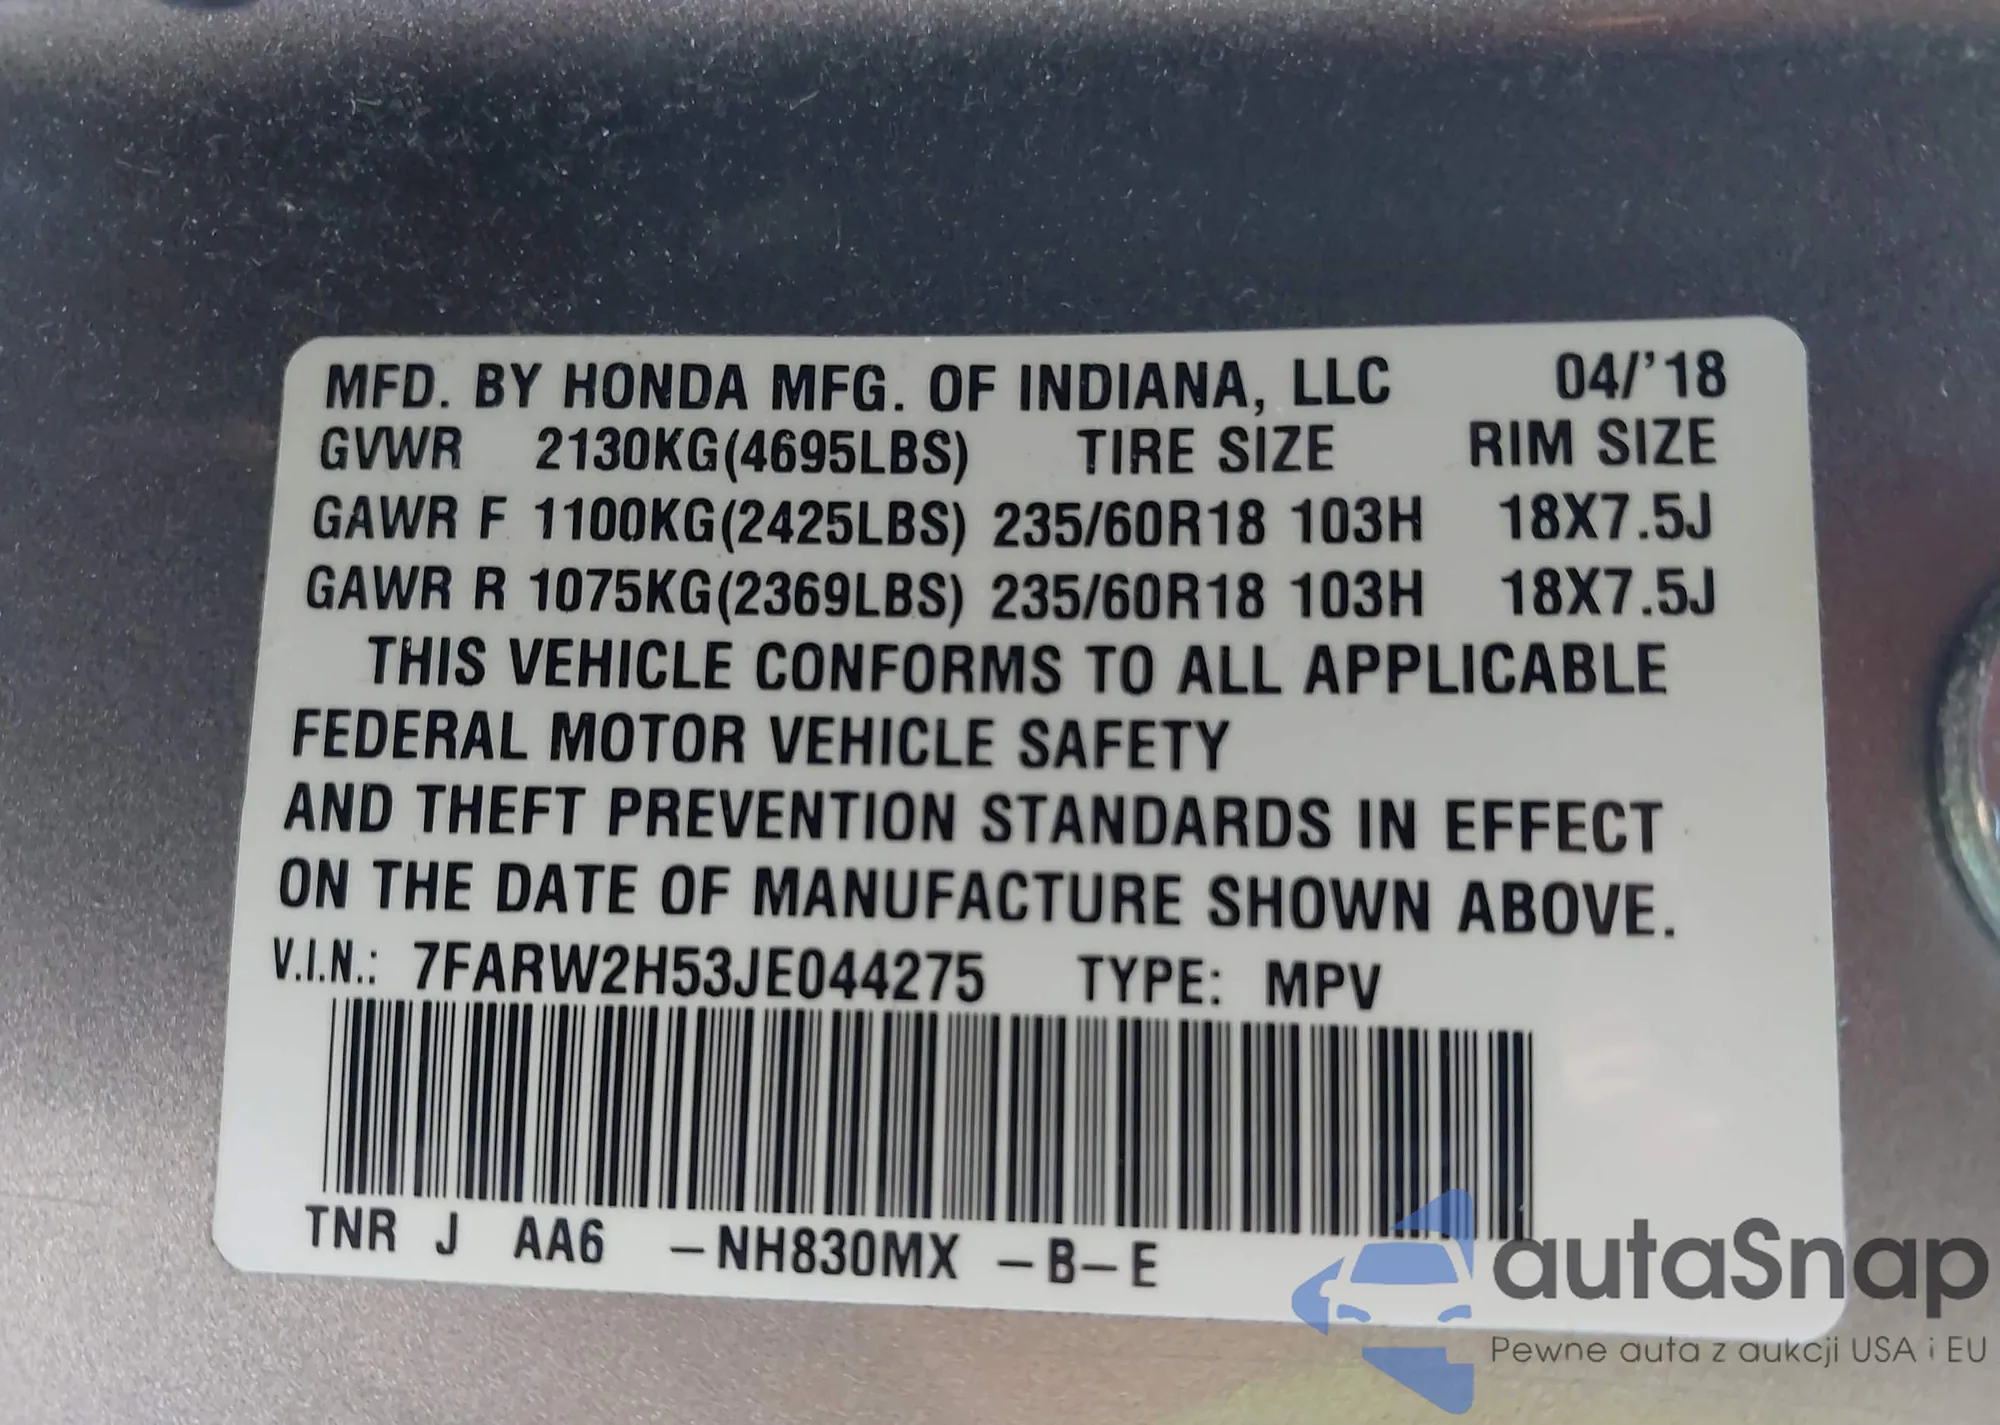 MFD. BY HONDA MFG. OF INDIANA, LLC 04/'18
GVWR 2130KG(4695LBS) TIRE SIZE RIM SIZE
GAWR F 1100KG(2425LBS) 235/60R18 103H 18X7.5J
GAWR R 1075KG(2369LBS) 235/60R18 103H 18X7.5J
THIS VEHICLE CONFORMS TO ALL APPLICABLE
FEDERAL MOTOR VEHICLE SAFETY
AND THEFT PREVENTION STANDARDS IN EFFECT
ON THE DATE OF MANUFACTURE SHOWN ABOVE.
V.I.N.: 7FARW2H53JE044275 TYPE: MPV
TNR J AA6 –NH830MX –B–E
autaSnap
Pewne auta z aukcji USA i EU